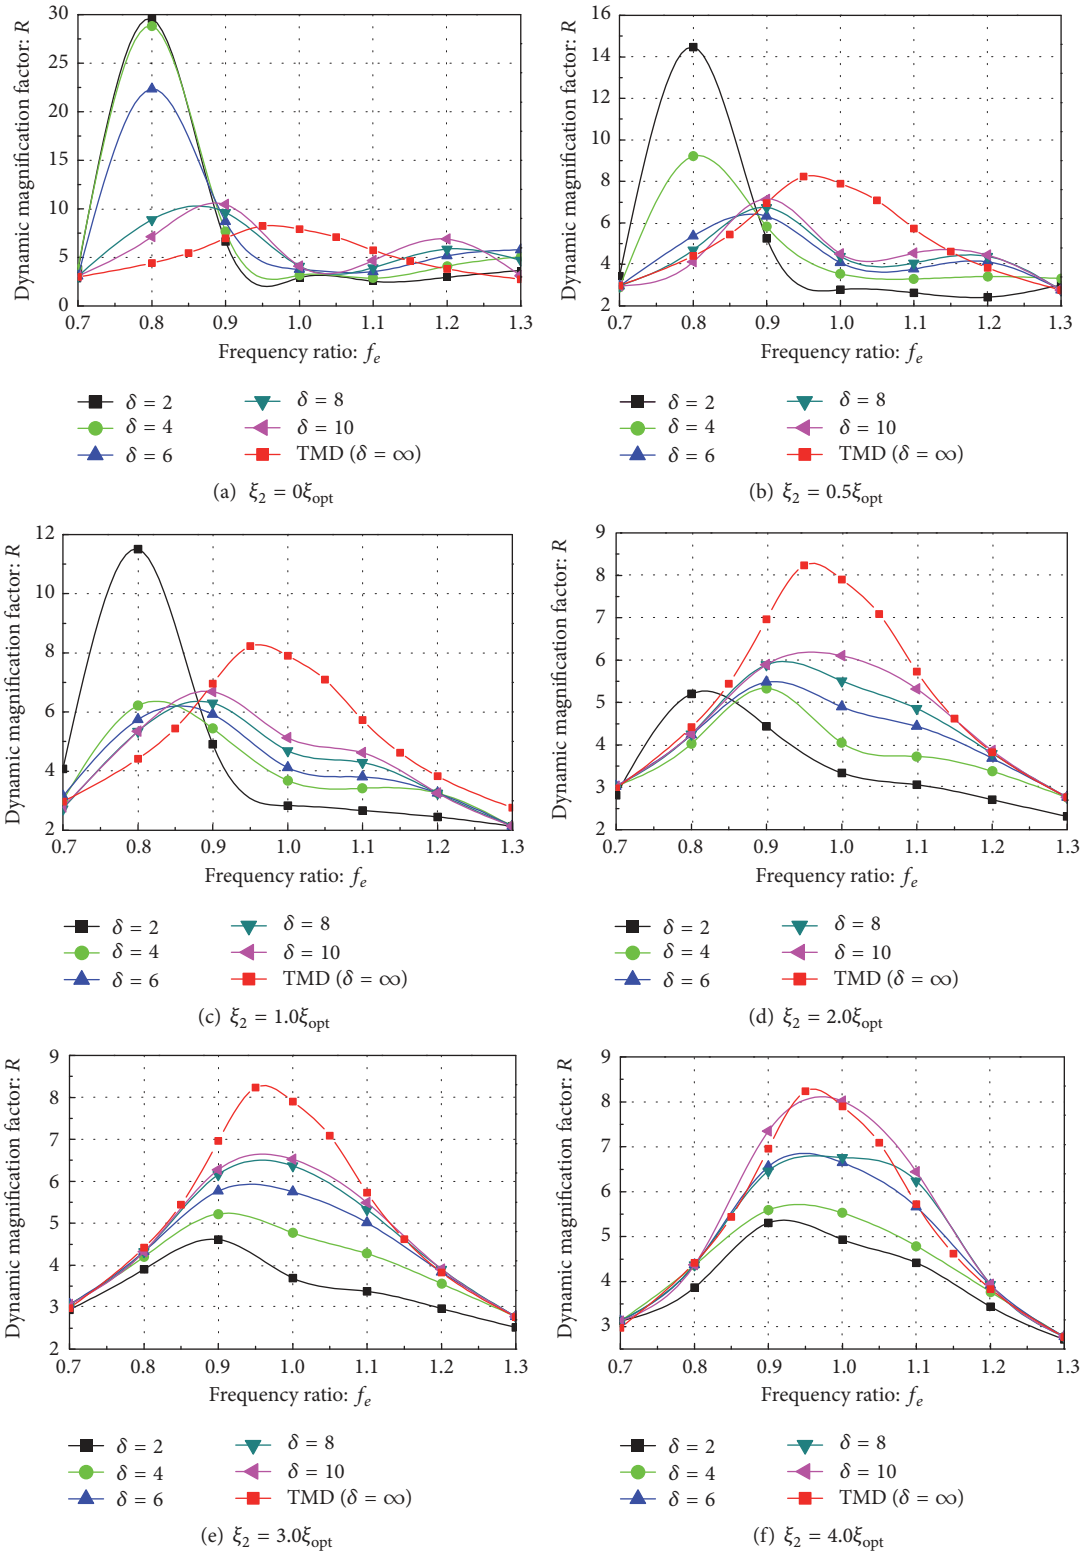 Dynamic magnification factor: R
30
25
20
15
10
5
0
0.7 0.8 0.9 1.0 1.1 1.2 1.3
Frequency ratio: fₑ
δ = 2
δ = 4
δ = 6
δ = 8
δ = 10
TMD (δ = ∞)
(a) ξ₂ = 0ξopt
Dynamic magnification factor: R
16
14
12
10
8
6
4
2
0.7 0.8 0.9 1.0 1.1 1.2 1.3
Frequency ratio: fₑ
δ = 2
δ = 4
δ = 6
δ = 8
δ = 10
TMD (δ = ∞)
(b) ξ₂ = 0.5ξopt
Dynamic magnification factor: R
12
10
8
6
4
2
0.7 0.8 0.9 1.0 1.1 1.2 1.3
Frequency ratio: fₑ
δ = 2
δ = 4
δ = 6
δ = 8
δ = 10
TMD (δ = ∞)
(c) ξ₂ = 1.0ξopt
Dynamic magnification factor: R
9
8
7
6
5
4
3
2
0.7 0.8 0.9 1.0 1.1 1.2 1.3
Frequency ratio: fₑ
δ = 2
δ = 4
δ = 6
δ = 8
δ = 10
TMD (δ = ∞)
(d) ξ₂ = 2.0ξopt
Dynamic magnification factor: R
9
8
7
6
5
4
3
2
0.7 0.8 0.9 1.0 1.1 1.2 1.3
Frequency ratio: fₑ
δ = 2
δ = 4
δ = 6
δ = 8
δ = 10
TMD (δ = ∞)
(e) ξ₂ = 3.0ξopt
Dynamic magnification factor: R
9
8
7
6
5
4
3
0.7 0.8 0.9 1.0 1.1 1.2 1.3
Frequency ratio: fₑ
δ = 2
δ = 4
δ = 6
δ = 8
δ = 10
TMD (δ = ∞)
(f) ξ₂ = 4.0ξopt